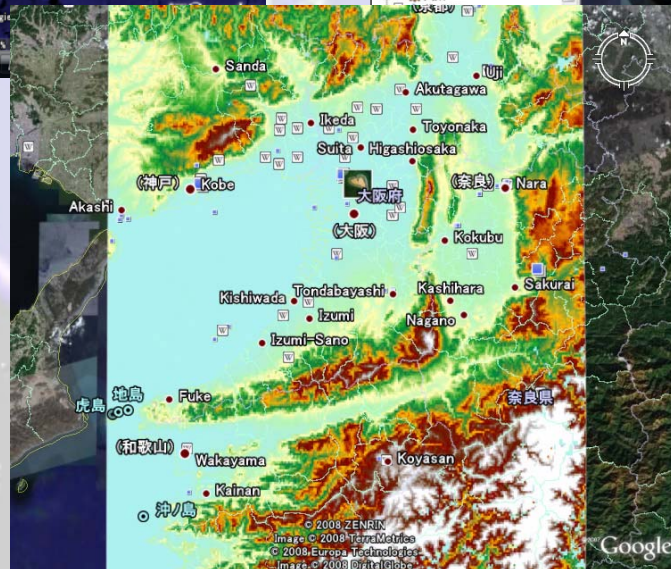 (京都)
N
Sanda
Uji
Akutagawa
Ikeda
Toyonaka
Suita
Higashiosaka
(神戸)
Kobe
大阪府
(奈良)
Nara
Akashi
(大阪)
Kokubu
Kishiwada
Tondabayashi
Kashihara
Sakurai
Izumi
Nagano
Izumi-Sano
地島
虎島
Fuke
奈良県
(和歌山)
Wakayama
Koyasan
Kainan
沖ノ島
© 2008 ZENRIN
Image © 2008 TerraMetrics
© 2008 Europa Technologies
Image © 2008 DigitalGlobe
Google